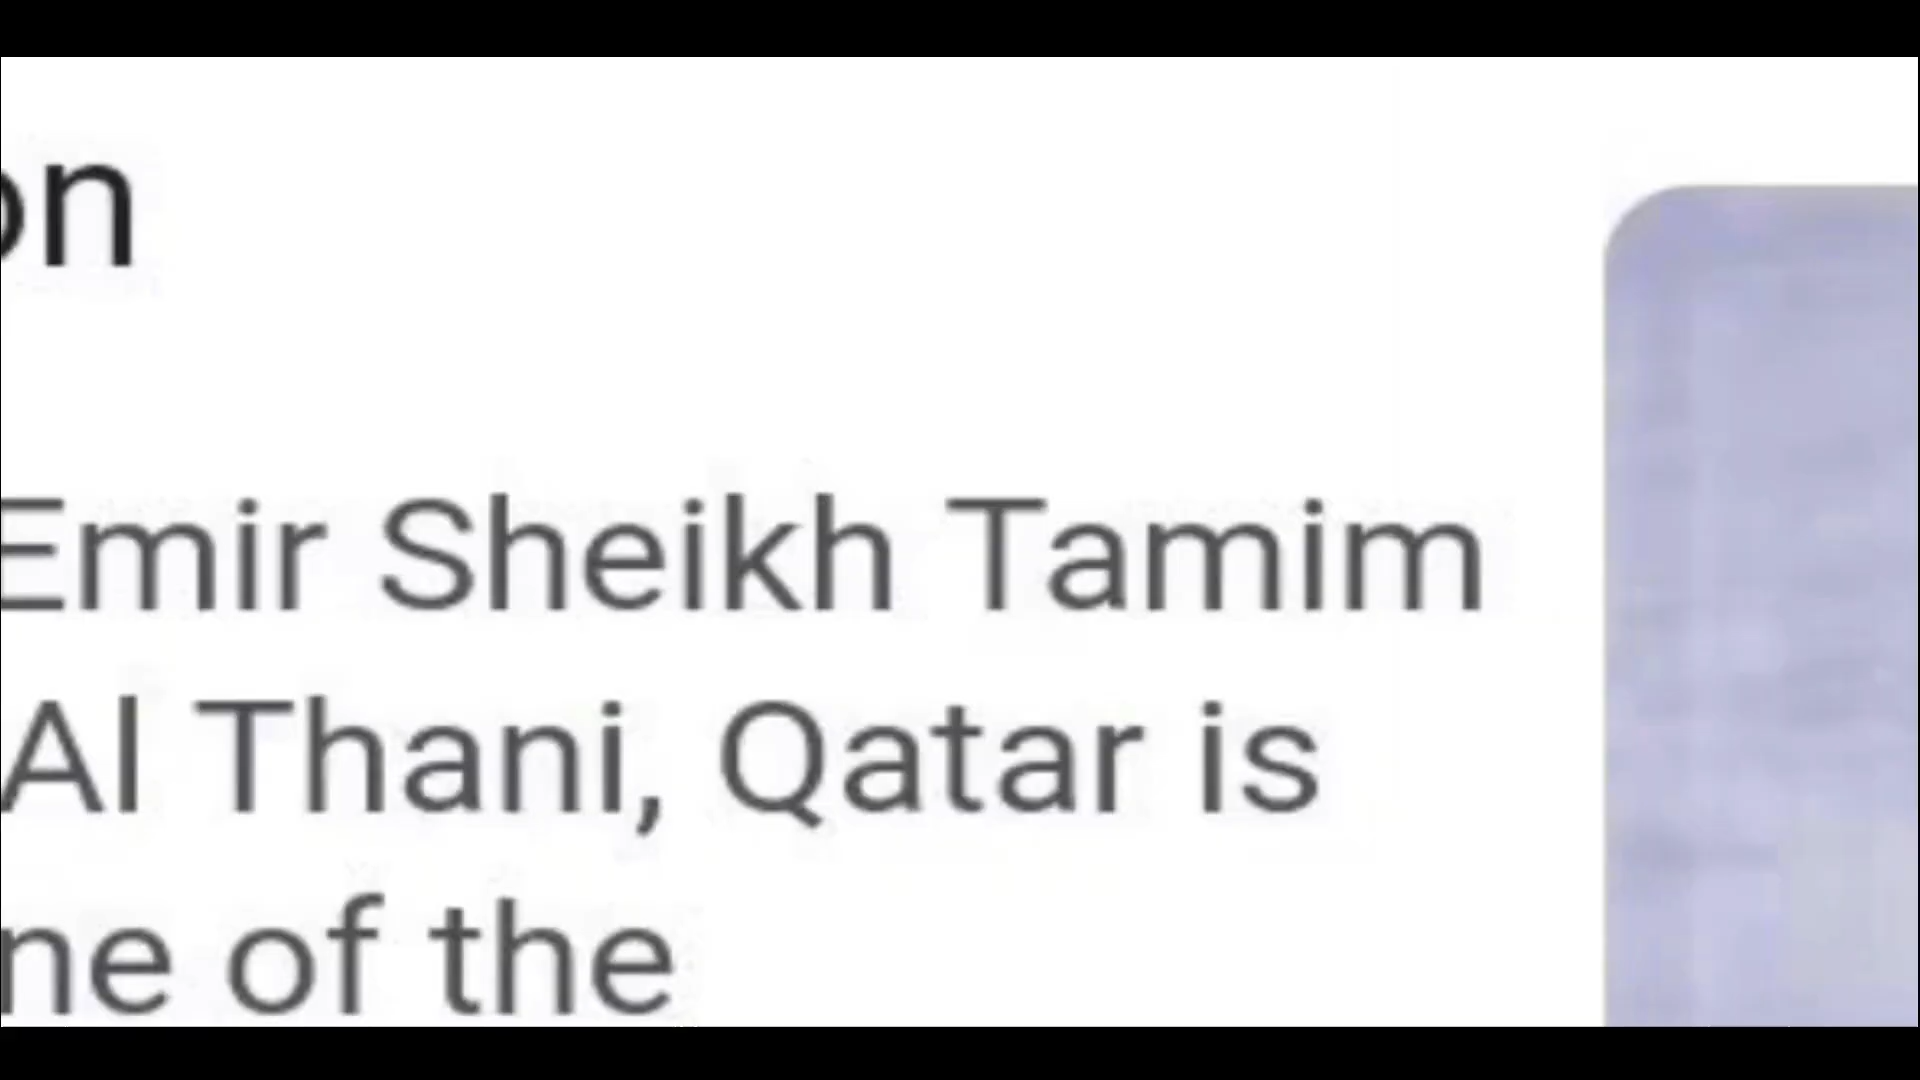 on
Emir Sheikh Tamim
Al Thani, Qatar is
ne of the